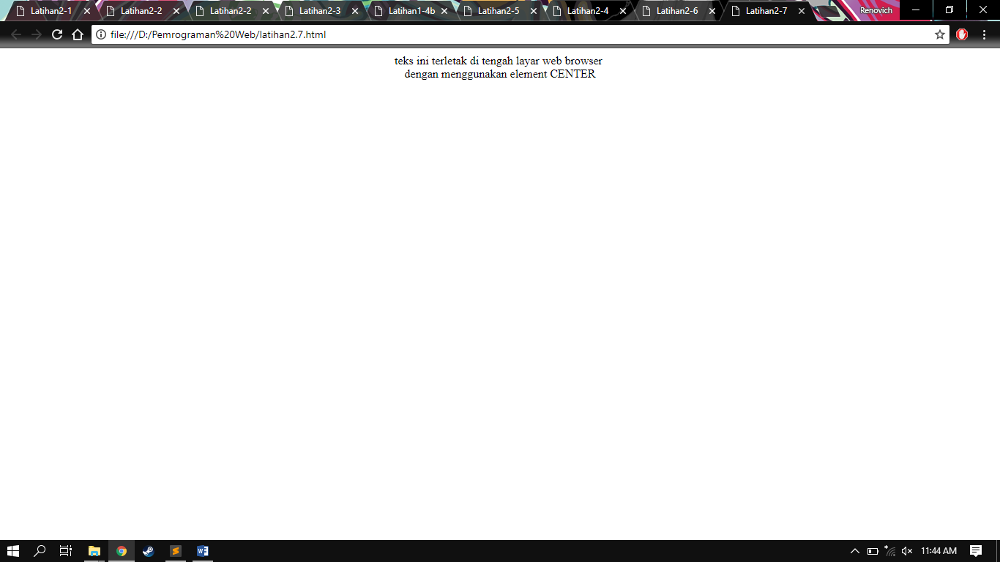 Latihan2-1
Latihan2-2
Latihan2-2
Latihan2-3
Latihan1-4b
Latihan2-5
Latihan2-4
Latihan2-6
Latihan2-7
Renovich
file:///D:/Pemrograman%20Web/latihan2.7.html
teks ini terletak di tengah layar web browser
dengan menggunakan element CENTER
11:44 AM